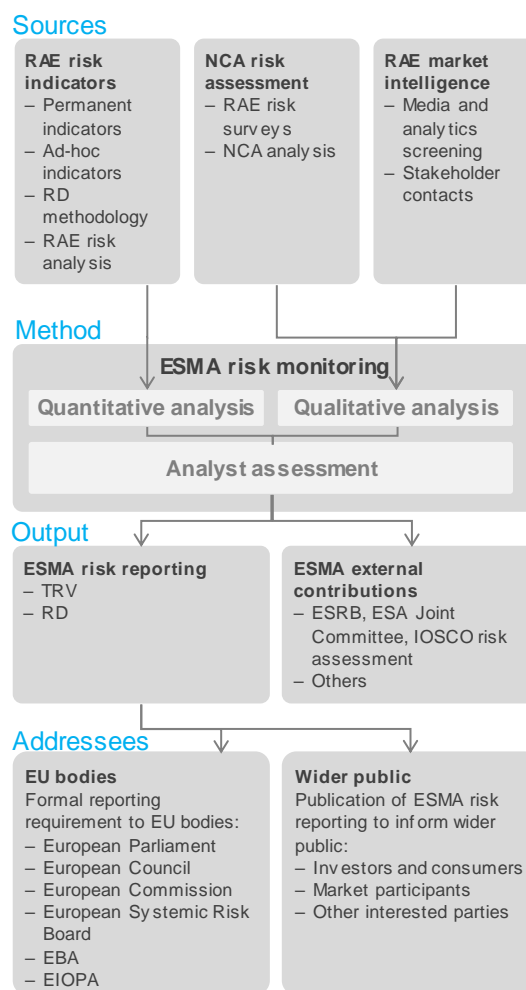 Sources
RAE risk
indicators
– Permanent
indicators
– Ad-hoc
indicators
– RD
methodology
– RAE risk
analysis
NCA risk
assessment
– RAE risk
surveys
– NCA analysis
RAE market
intelligence
– Media and
analytics
screening
– Stakeholder
contacts
Method
ESMA risk monitoring
Quantitative analysis
Qualitative analysis
Analyst assessment
Output
ESMA risk reporting
– TRV
– RD
ESMA external
contributions
– ESRB, ESA Joint
Committee, IOSCO risk
assessment
– Others
Addressees
EU bodies
Formal reporting
requirement to EU bodies:
– European Parliament
– European Council
– European Commission
– European Systemic Risk
Board
– EBA
– EIOPA
Wider public
Publication of ESMA risk
reporting to inform wider
public:
– Investors and consumers
– Market participants
– Other interested parties